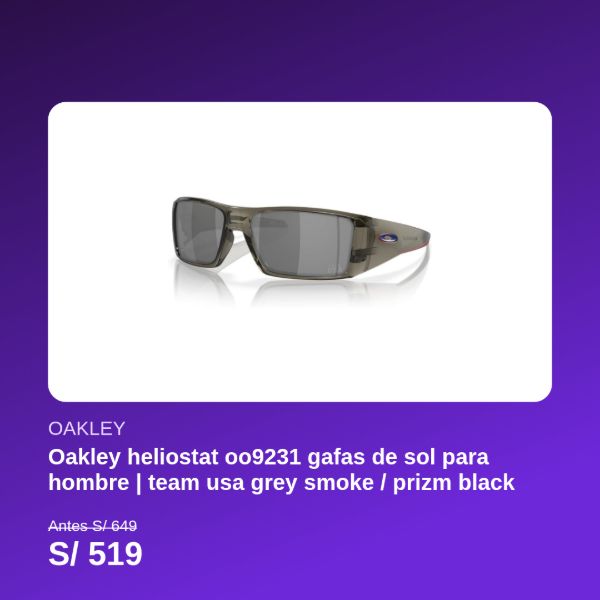 OAKLEY
Oakley heliostat oo9231 gafas de sol para
hombre | team usa grey smoke / prizm black
Antes S/ 649
S/ 519